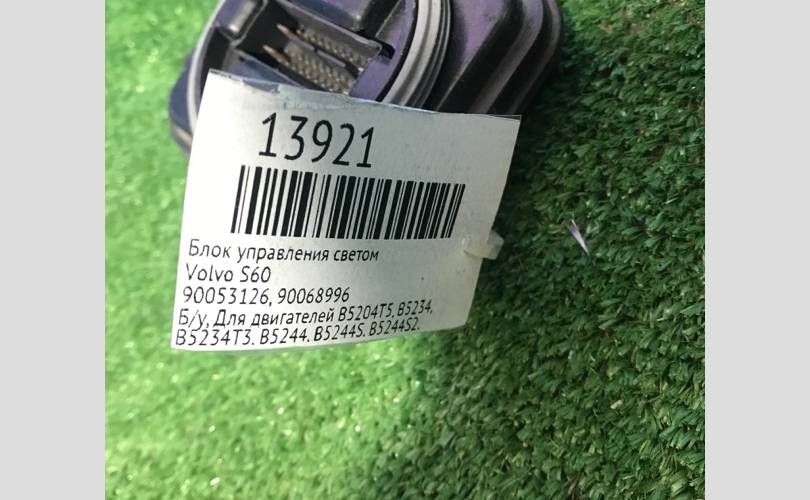 13921
Блок управления светом
Volvo S60
90053126, 90068996
Б/у, Для двигателей B5204T5, B5234,
B5234T3, B5244, B5244S, B5244S2,